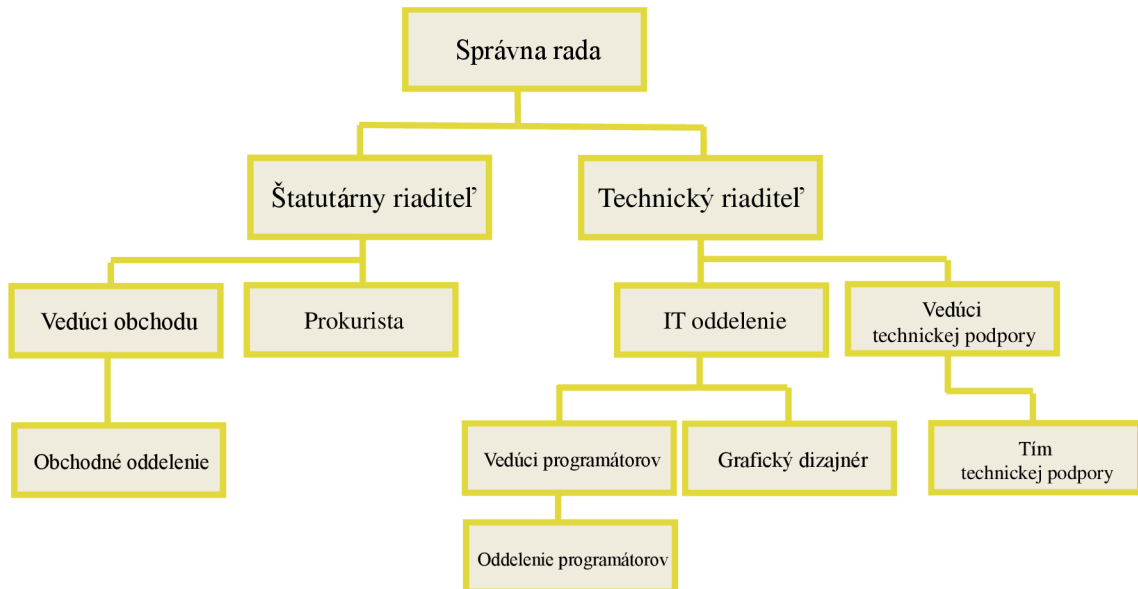 Správna rada
Štatutárny riaditeľ
Technický riaditeľ
Vedúci obchodu
Prokurista
IT oddelenie
Vedúci
technickej podpory
Obchodné oddelenie
Vedúci programátorov
Grafický dizajnér
Tím
technickej podpory
Oddelenie programátorov